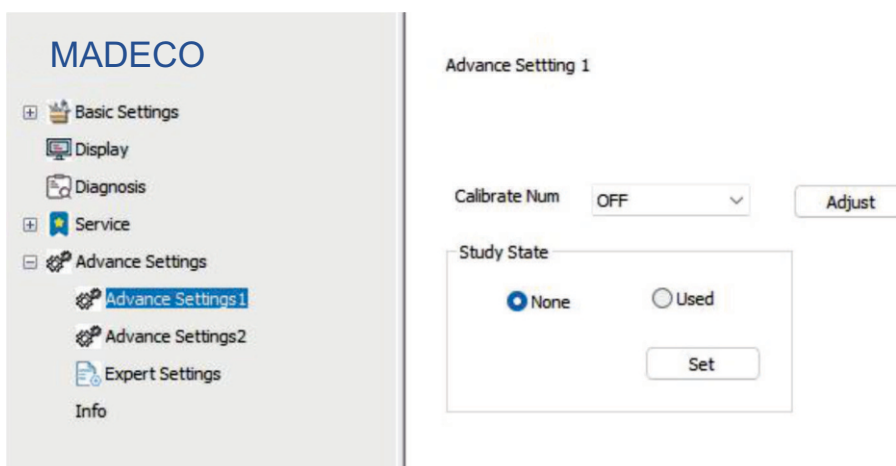 MADECO
Basic Settings
Display
Diagnosis
Service
Advance Settings
Advance Settings1
Advance Settings2
Expert Settings
Info
Advance Settting 1
Calibrate Num OFF Adjust
Study State
None Used
Set